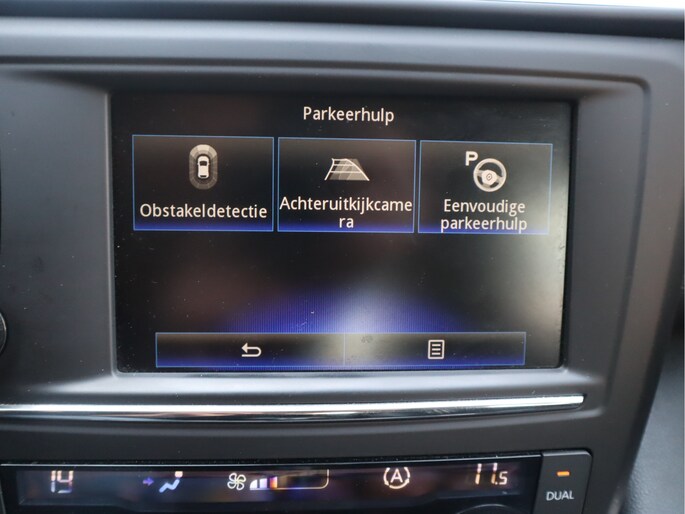 Parkeerhulp
P
Obstakeldetectie
Achteruitkijkcame
ra
Eenvoudige
parkeerhulp
14
A
11.5
DUAL